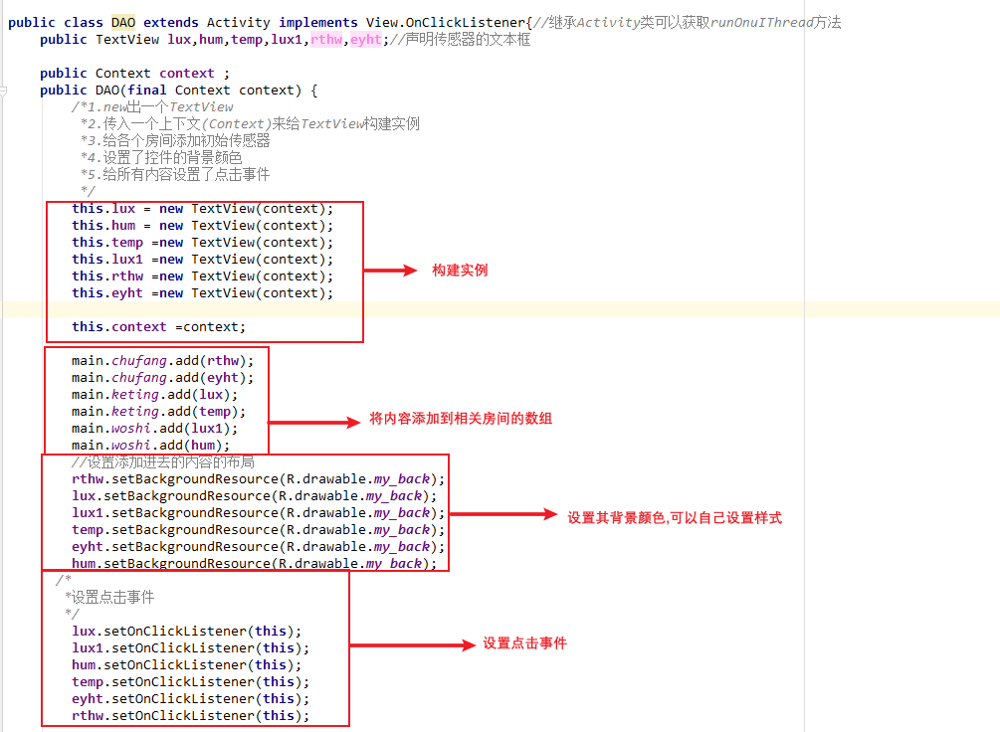 public class DAO extends Activity implements View.OnClickListener{//继承Activity类可以获取runOnuIThread方法
public TextView lux,hum,temp,lux1,rthw,eyht;//声明传感器的文本框
public Context context ;
public DAO(final Context context) {
/*1.new出一个TextView
*2.传入一个上下文(Context)来给TextView构建实例
*3.给各个房间添加初始传感器
*4.设置了控件的背景颜色
*5.给所有内容设置了点击事件
*/
this.lux = new TextView(context);
this.hum = new TextView(context);
this.temp =new TextView(context);
this.lux1 =new TextView(context);
this.rthw =new TextView(context);
this.eyht =new TextView(context);
构建实例
this.context =context;
main.chufang.add(rthw);
main.chufang.add(eyht);
main.keting.add(lux);
main.keting.add(temp);
main.woshi.add(lux1);
main.woshi.add(hum);
将内容添加到相关房间的数组
//设置添加进去的内容的布局
rthw.setBackgroundResource(R.drawable.my_back);
lux.setBackgroundResource(R.drawable.my_back);
lux1.setBackgroundResource(R.drawable.my_back);
temp.setBackgroundResource(R.drawable.my_back);
eyht.setBackgroundResource(R.drawable.my_back);
hum.setBackgroundResource(R.drawable.my_back);
设置其背景颜色,可以自己设置样式
/*
*设置点击事件
*/
lux.setOnClickListener(this);
lux1.setOnClickListener(this);
hum.setOnClickListener(this);
temp.setOnClickListener(this);
eyht.setOnClickListener(this);
rthw.setOnClickListener(this);
设置点击事件